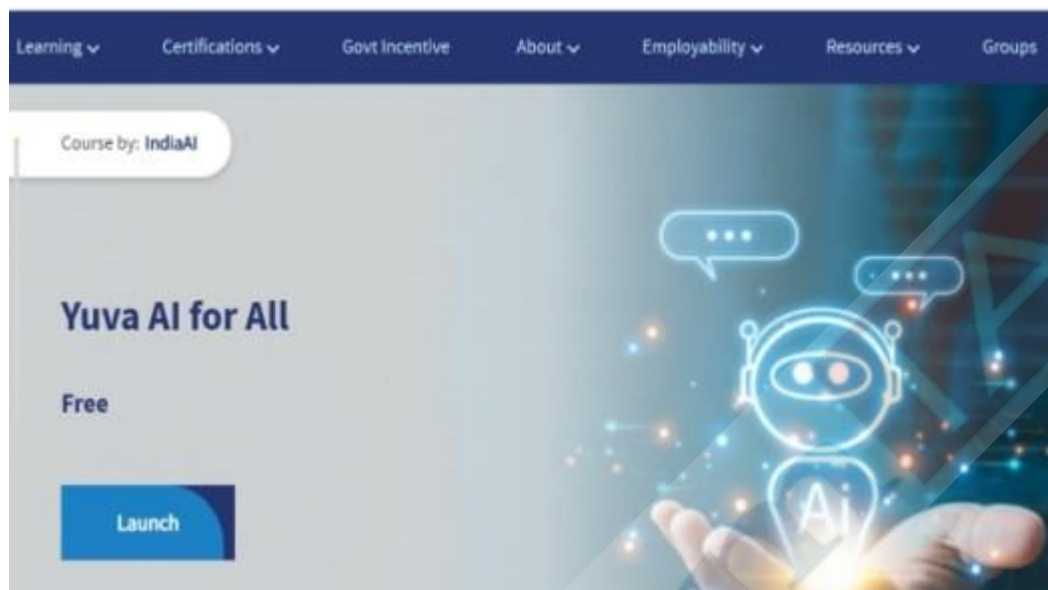 Learning Certifications Govt Incentive About Employability Resources Groups
Course by: IndiaAI
Yuva AI for All
Free
Launch
Ai